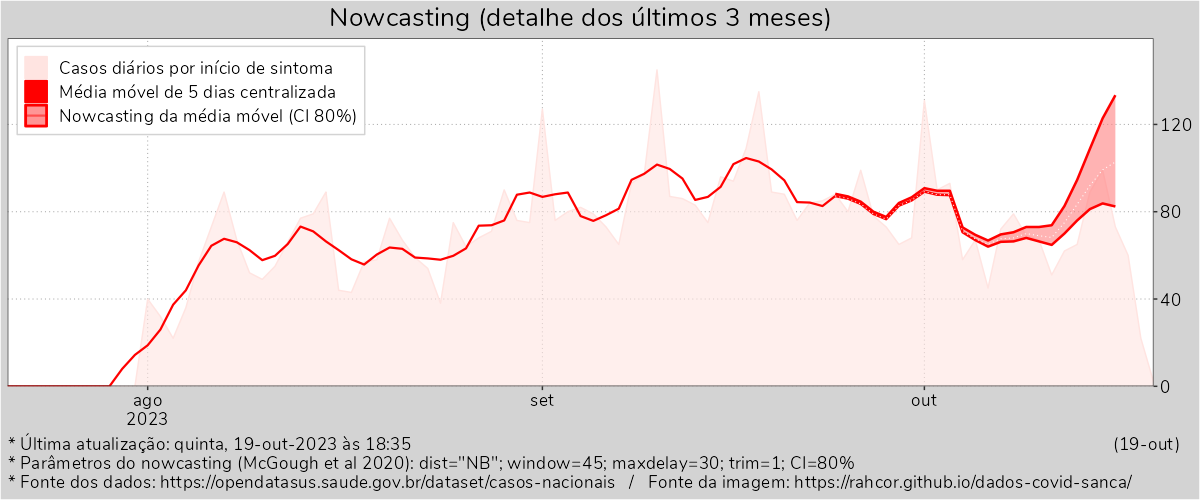 Nowcasting (detalhe dos últimos 3 meses)
Casos diários por início de sintoma
Média móvel de 5 dias centralizada
Nowcasting da média móvel (CI 80%)
120
80
40
0
ago
2023
set
out
* Última atualização: quinta, 19-out-2023 às 18:35
(19-out)
* Parâmetros do nowcasting (McGough et al 2020): dist="NB"; window=45; maxdelay=30; trim=1; CI=80%
* Fonte dos dados: https://opendatasus.saude.gov.br/dataset/casos-nacionais / Fonte da imagem: https://rahcor.github.io/dados-covid-sanca/